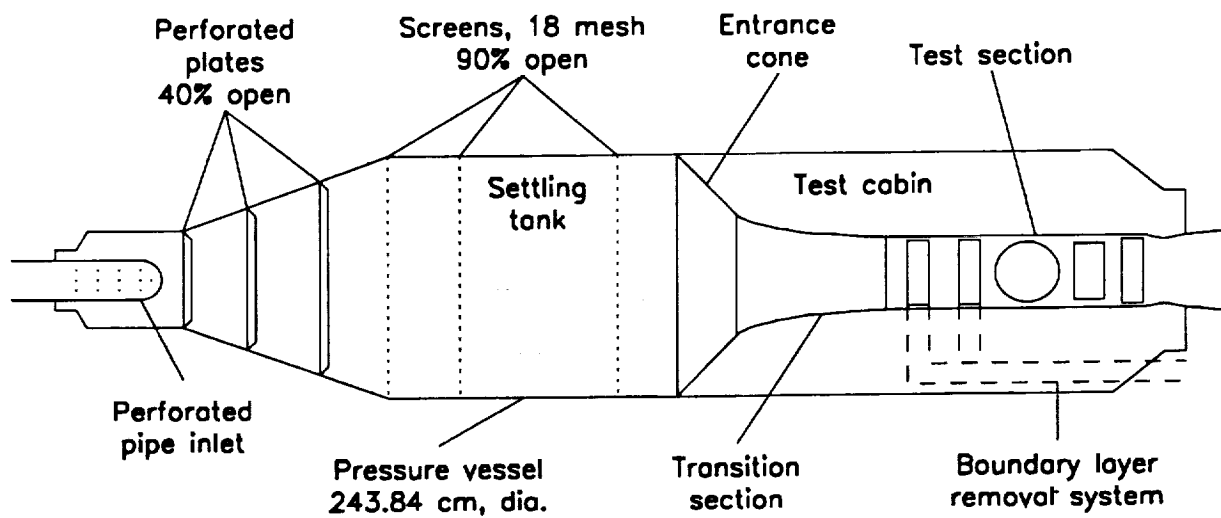 Perforated
plates
40% open
Screens, 18 mesh
90% open
Entrance
cone
Test section
Settling
tank
Test cabin
Perforated
pipe inlet
Pressure vessel
243.84 cm, dia.
Transition
section
Boundary layer
removal system